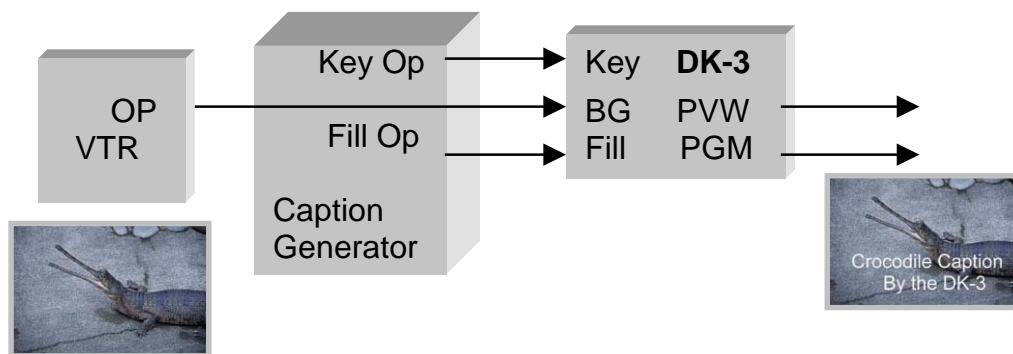 OP
VTR
Key Op
Fill Op
Caption
Generator
Key DK-3
BG PVW
Fill PGM
Crocodile Caption
By the DK-3